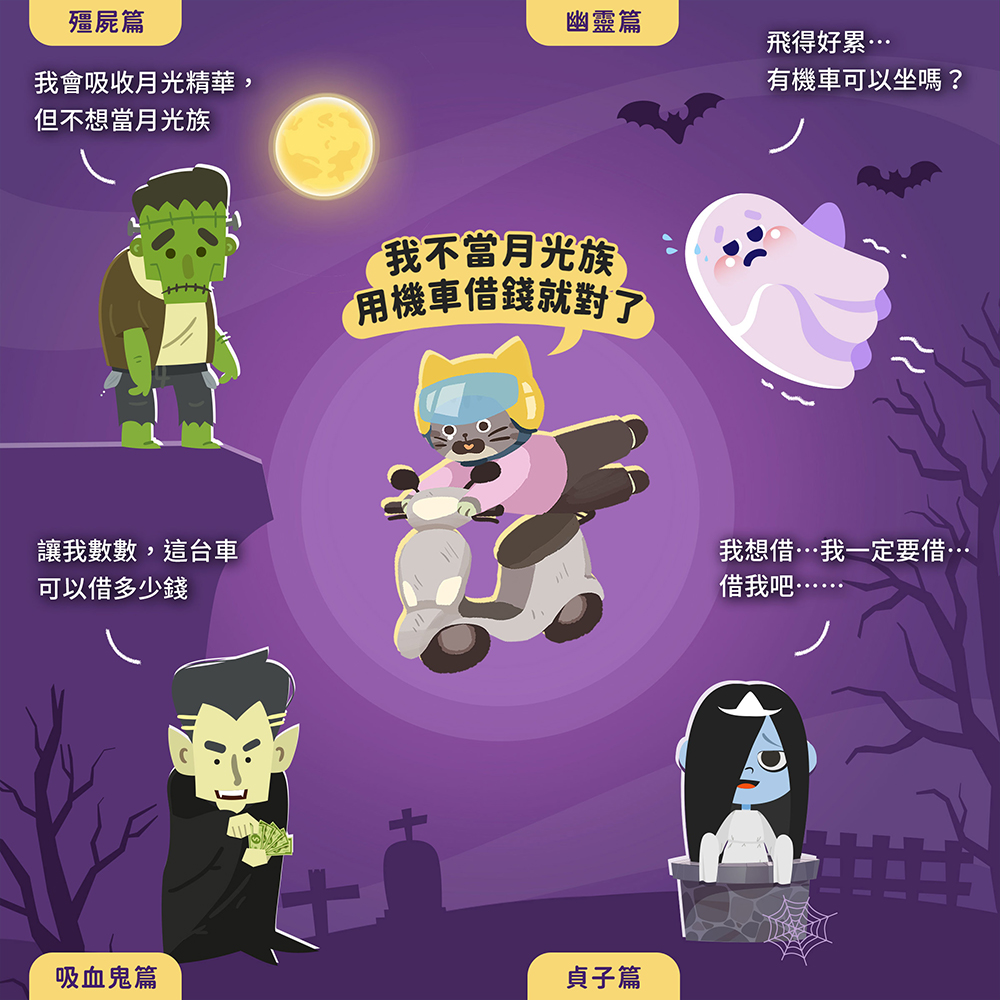 殭屍篇
我會吸收月光精華，
但不想當月光族
幽靈篇
飛得好累…
有機車可以坐嗎？
我不當月光族
用機車借錢就對了
讓我數數，這台車
可以借多少錢
我想借…我一定要借…
借我吧……
吸血鬼篇
貞子篇